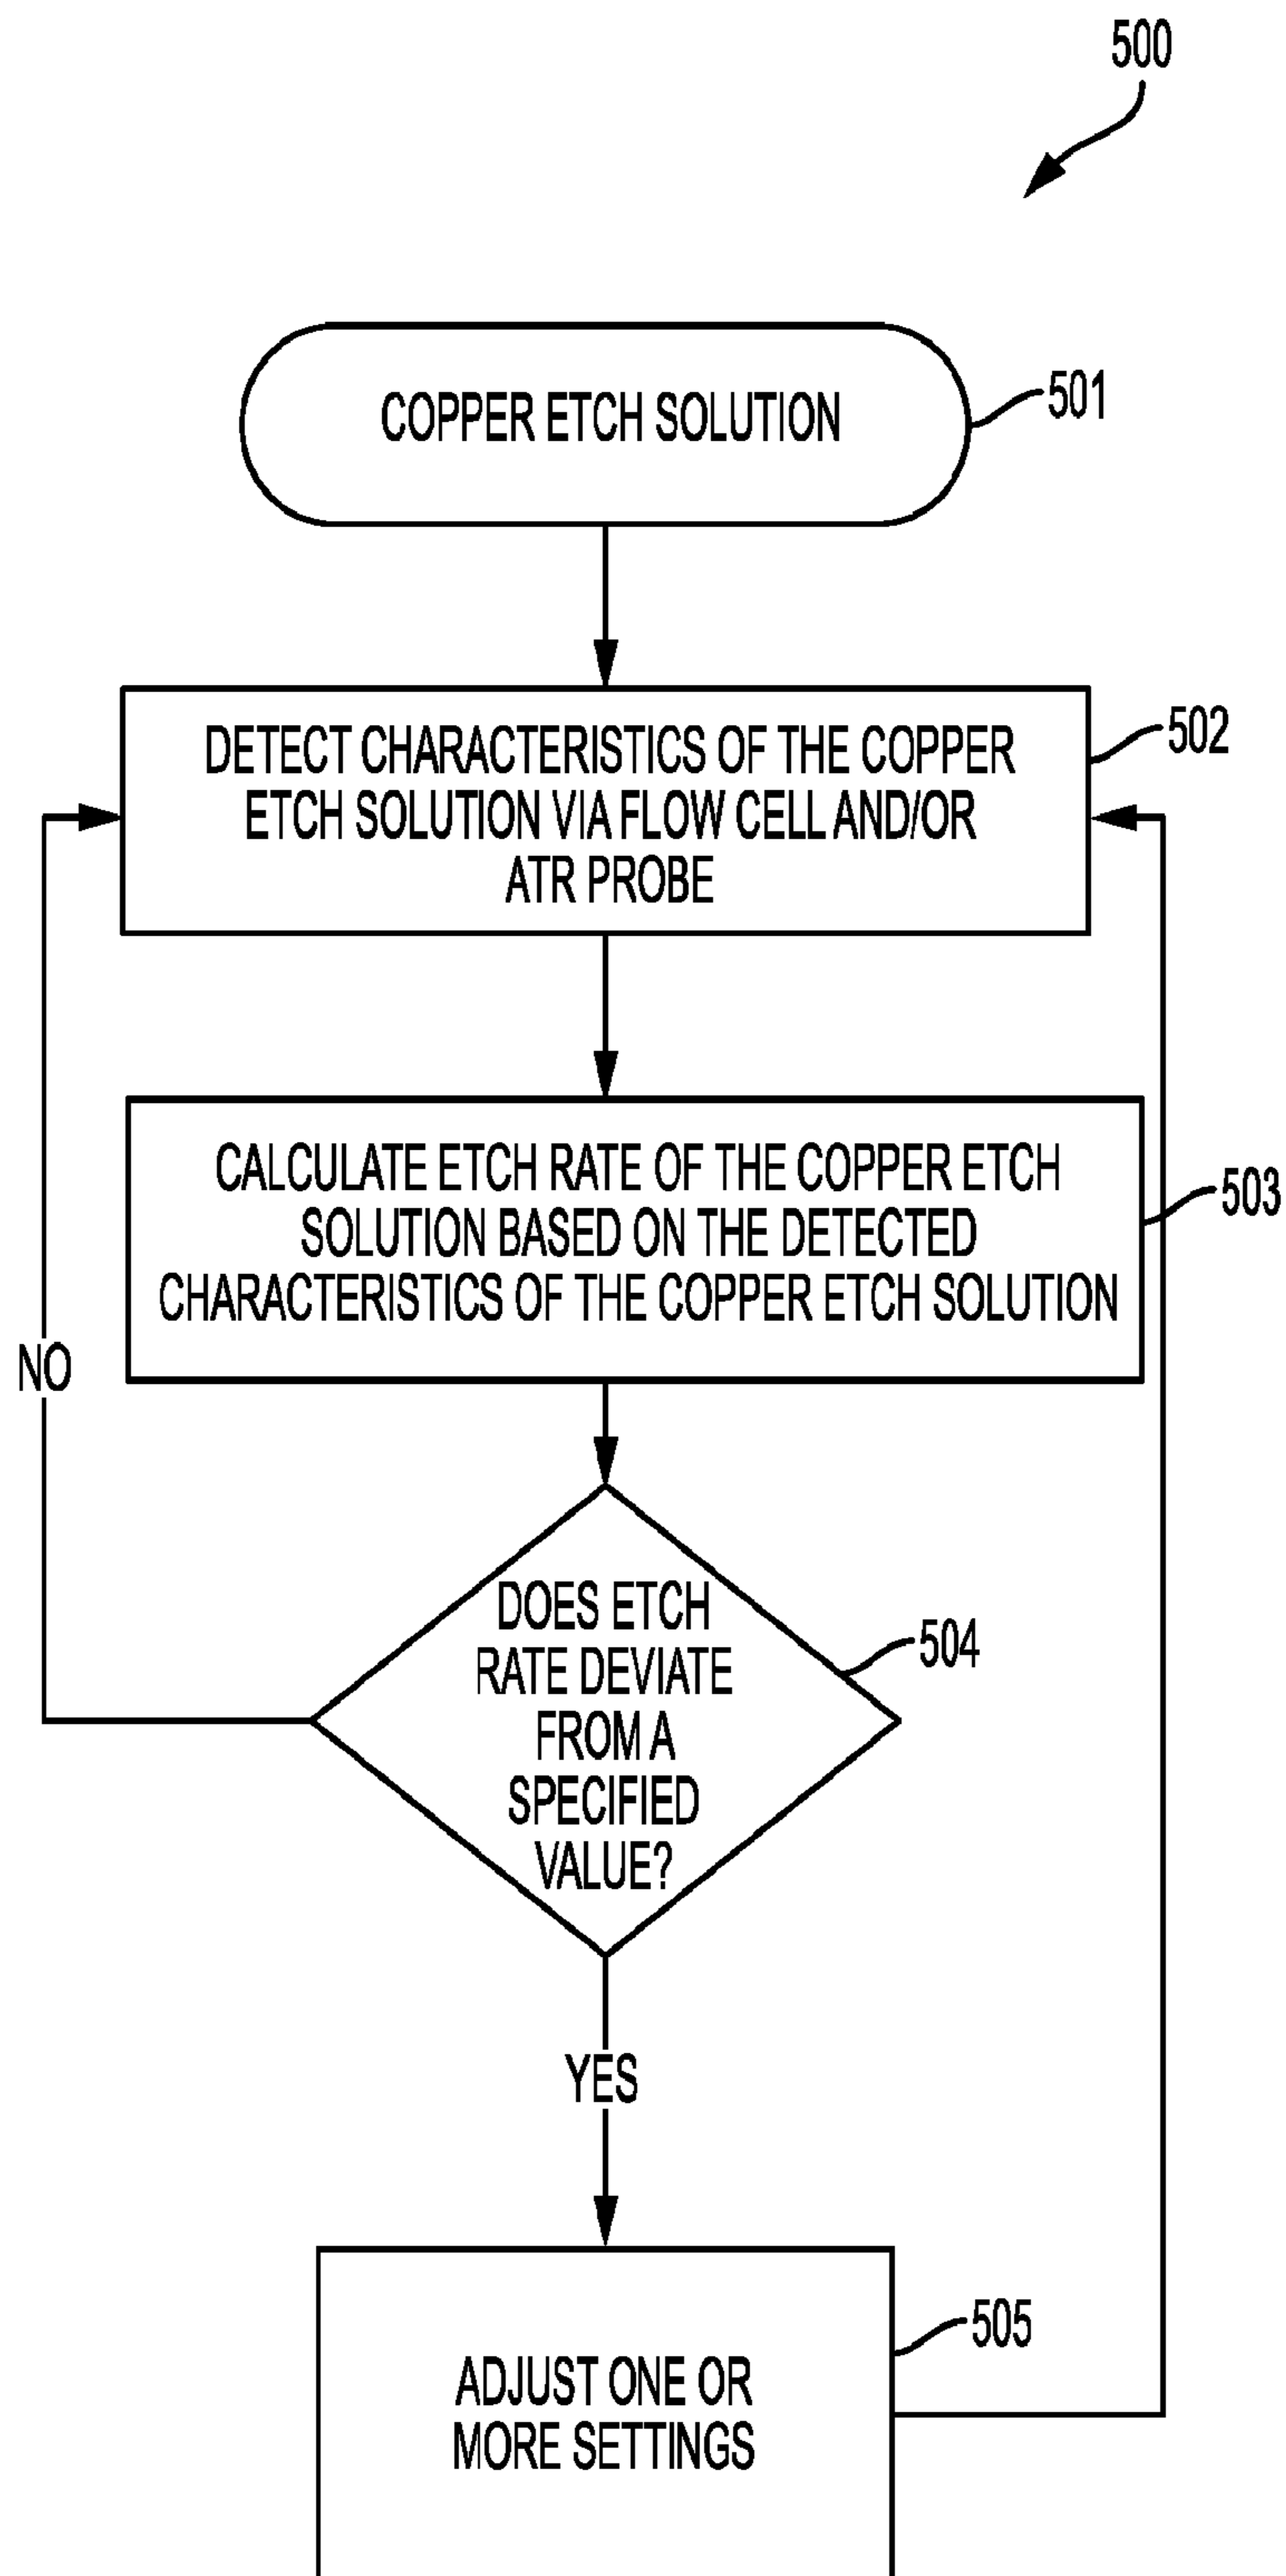 500
COPPER ETCH SOLUTION
501
DETECT CHARACTERISTICS OF THE COPPER
ETCH SOLUTION VIA FLOW CELL AND/OR
ATR PROBE
502
CALCULATE ETCH RATE OF THE COPPER ETCH
SOLUTION BASED ON THE DETECTED
CHARACTERISTICS OF THE COPPER ETCH SOLUTION
503
NO
DOES ETCH
RATE DEVIATE
FROM A
SPECIFIED
VALUE?
504
YES
ADJUST ONE OR
MORE SETTINGS
505